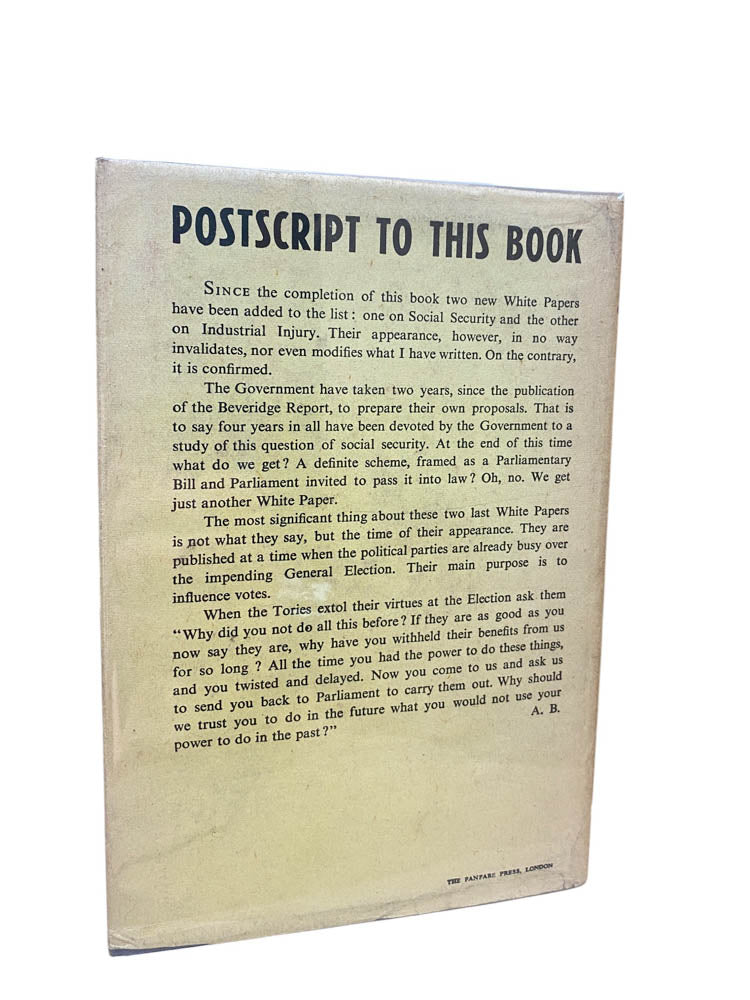 POSTSCRIPT TO THIS BOOK
SINCE the completion of this book two new White Papers
have been added to the list: one on Social Security and the other
on Industrial Injury. Their appearance, however, in no way
invalidates, nor even modifies what I have written. On the contrary,
it is confirmed.
The Government have taken two years, since the publication
of the Beveridge Report, to prepare their own proposals. That is
to say four years in all have been devoted by the Government to a
study of this question of social security. At the end of this time
what do we get? A definite scheme, framed as a Parliamentary
Bill and Parliament invited to pass it into law? Oh, no. We get
just another White Paper.
The most significant thing about these two last White Papers
is not what they say, but the time of their appearance. They are
published at a time when the political parties are already busy over
the impending General Election. Their main purpose is to
influence votes.
When the Tories extol their virtues at the Election ask them
“Why did you not do all this before? If they are as good as you
now say they are, why have you withheld their benefits from us
for so long ? All the time you had the power to do these things,
and you twisted and delayed. Now you come to us and ask us
to send you back to Parliament to carry them out. Why should
we trust you to do in the future what you would not use your
power to do in the past?”
A. B.
THE FANFARE PRESS, LONDON